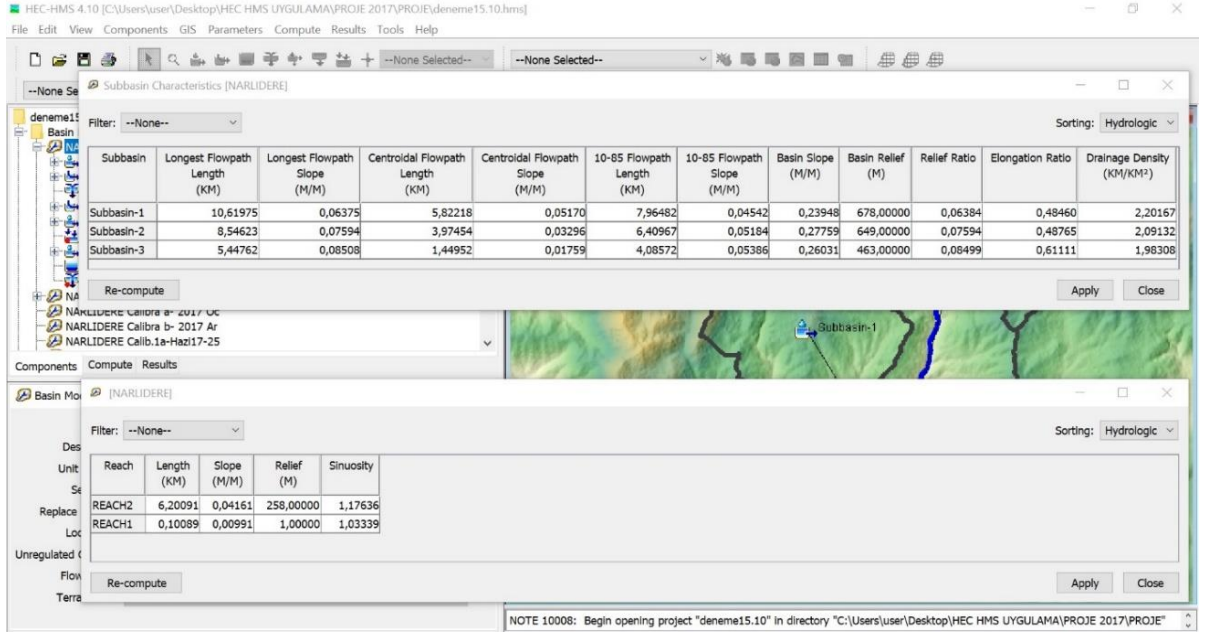 HEC-HMS 4.10 [C:\Users\user\Desktop\HEC HMS UYGULAMA\PROJE 2017\PROJE\deneme15.10.hms]
File Edit View Components GIS Parameters Compute Results Tools Help
--None Selected-- --None Selected--
--None Se
Subbasin Characteristics [NARLIDERE]
Filter: --None-- Sorting: Hydrologic
Subbasin Longest Flowpath Length (KM) Longest Flowpath Slope (M/M) Centroidal Flowpath Length (KM) Centroidal Flowpath Slope (M/M) 10-85 Flowpath Length (KM) 10-85 Flowpath Slope (M/M) Basin Slope (M/M) Basin Relief (M) Relief Ratio Elongation Ratio Drainage Density (KM/KM²)
Subbasin-1 10,61975 0,06375 5,82218 0,05170 7,96482 0,04542 0,23948 678,00000 0,06384 0,48460 2,20167
Subbasin-2 8,54623 0,07594 3,97454 0,03296 6,40967 0,05184 0,27759 649,00000 0,07594 0,48765 2,09132
Subbasin-3 5,44762 0,08508 1,44952 0,01759 4,08572 0,05386 0,26031 463,00000 0,08499 0,61111 1,98308
Re-compute Apply Close
deneme15
Basin
NA
NA
NARLIDERE Calibra a- 2017 Oc
NARLIDERE Calibra b- 2017 Ar
NARLIDERE Calib.1a-Hazi17-25
Subbasin-1
Components Compute Results
Basin Mo
[NARLIDERE]
Filter: --None-- Sorting: Hydrologic
Reach Length (KM) Slope (M/M) Relief (M) Sinuosity
REACH2 6,20091 0,04161 258,00000 1,17636
REACH1 0,10089 0,00991 1,00000 1,03339
Re-compute Apply Close
Des
Unit
Se
Replace
Loc
Unregulated
Flow
Terra
NOTE 10008: Begin opening project "deneme15.10" in directory "C:\Users\user\Desktop\HEC HMS UYGULAMA\PROJE 2017\PROJE"